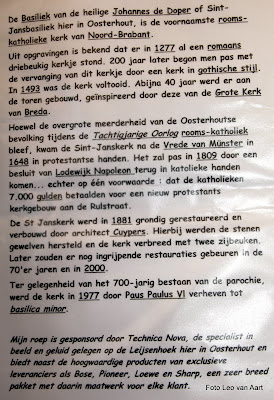 De Basiliek van de heilige Johannes de Doper of Sint-
Jansbasiliek hier in Oosterhout, is de voornaamste rooms-
katholieke kerk van Noord-Brabant.
Uit opgravingen is bekend dat er in 1277 al een romaans
driebeukig kerkje stond. 200 jaar later begon men pas met
de vervanging van dit kerkje door een kerk in gothische stijl.
In 1493 was de kerk voltooid. Abijna 40 jaar werd er aan
de toren gebouwd, geïnspireerd door deze van de Grote Kerk
van Breda.
Hoewel de overgrote meerderheid van de Oosterhoutse
bevolking tijdens de Tachtigjarige Oorlog rooms-katholiek
bleef, kwam de Sint-Janskerk na de Vrede van Münster in
1648 in protestantse handen. Het zal pas in 1809 door een
besluit van Lodewijk Napoleon terug in katolieke handen
komen... echter op één voorwaarde : dat de katholieken
7.000 gulden betaalden voor een nieuw protestants
kerkgebouw aan de Rulstraat.
De St Janskerk werd in 1881 grondig gerestaureerd en
verbouwd door architect Cuypers. Hierbij werden de stenen
gewelven hersteld en de kerk verbreed met twee zijbeuken.
Later zouden er nog ingrijpende restauraties gebeuren in de
70'er jaren en in 2000.
Ter gelegenheid van het 700-jarig bestaan van de parochie,
werd de kerk in 1977 door Paus Paulus VI verheven tot
basilica minor.
Mijn roep is gesponsord door Technica Nova, de specialist in
beeld en geluid gelegen op de Leijsenhoek hier in Oosterhout en
biedt naast de hoogwaardige producten van exclusieve
leveranciers als Bose, Pioneer, Loewe en Sharp, een zeer breed
pakket met daarin maatwerk voor elke klant.
Foto Leo van Aart